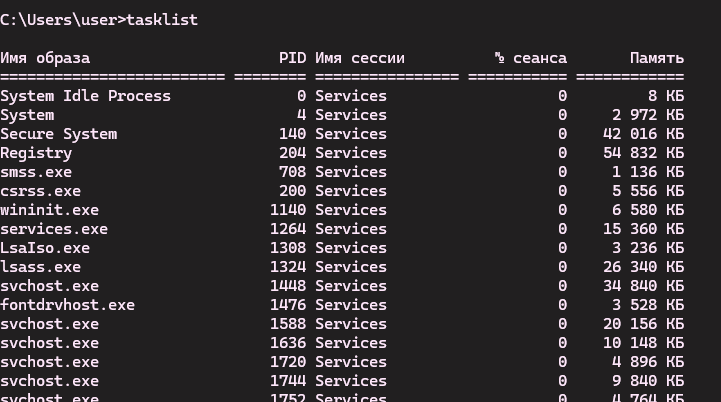 C:\Users\user>tasklist
Имя образа                     PID Имя сессии          № сеанса       Память
========================= ======== ================ =========== ============
System Idle Process              0 Services                   0         8 КБ
System                           4 Services                   0     2 972 КБ
Secure System                  140 Services                   0    42 016 КБ
Registry                       204 Services                   0    54 832 КБ
smss.exe                       708 Services                   0     1 136 КБ
csrss.exe                      200 Services                   0     5 556 КБ
wininit.exe                   1140 Services                   0     6 580 КБ
services.exe                  1264 Services                   0    15 360 КБ
LsaIso.exe                    1308 Services                   0     3 236 КБ
lsass.exe                     1324 Services                   0    26 340 КБ
svchost.exe                   1448 Services                   0    34 840 КБ
fontdrvhost.exe               1476 Services                   0     3 528 КБ
svchost.exe                   1588 Services                   0    20 156 КБ
svchost.exe                   1636 Services                   0    10 148 КБ
svchost.exe                   1720 Services                   0     4 896 КБ
svchost.exe                   1744 Services                   0     9 840 КБ
svchost.exe                   1752 Services                   0     4 764 КБ